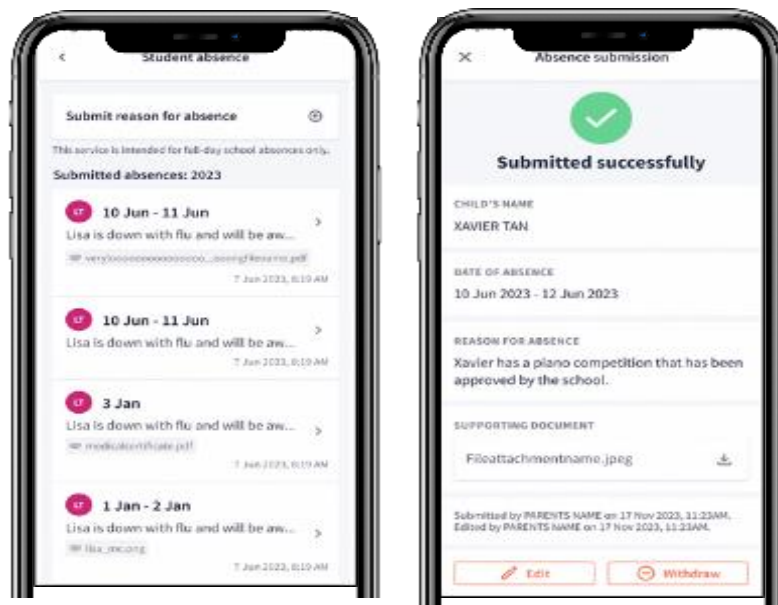 Student absence
Submit reason for absence
This service is intended for full-day school absences only.
Submitted absences: 2023
LT
10 Jun - 11 Jun
Lisa is down with flu and will be aw...
7 Jun 2023, 8:19 AM
LT
10 Jun - 11 Jun
Lisa is down with flu and will be aw...
7 Jun 2023, 8:19 AM
LT
3 Jan
Lisa is down with flu and will be aw...
medicalcertificate.pdf
7 Jun 2023, 8:19 AM
LT
1 Jan - 2 Jan
Lisa is down with flu and will be aw...
7 Jun 2023, 8:19 AM
Absence submission
Submitted successfully
CHILD'S NAME
XAVIER TAN
DATE OF ABSENCE
10 Jun 2023 - 12 Jun 2023
REASON FOR ABSENCE
Xavier has a piano competition that has been
approved by the school.
SUPPORTING DOCUMENT
Fileattachmentname.jpeg
Submitted by PARENTS NAME on 17 Nov 2023, 11:23AM.
Edited by PARENTS NAME on 17 Nov 2023, 11:23AM.
Edit
Withdraw